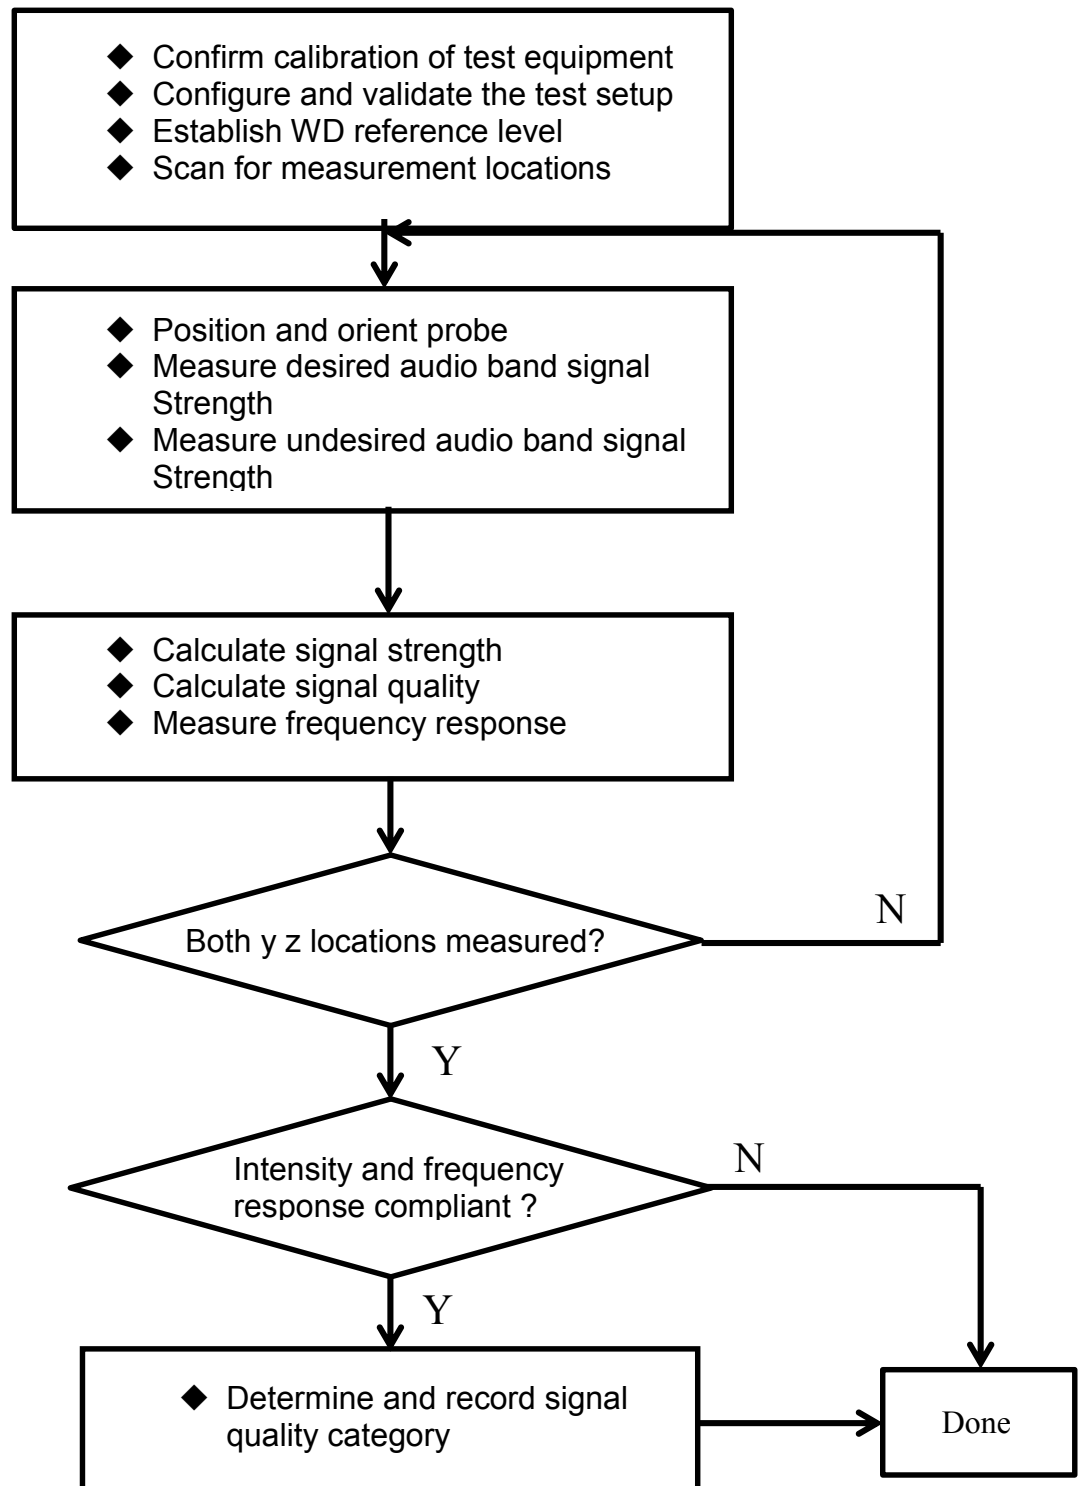 ◆ Confirm calibration of test equipment
◆ Configure and validate the test setup
◆ Establish WD reference level
◆ Scan for measurement locations
◆ Position and orient probe
◆ Measure desired audio band signal
Strength
◆ Measure undesired audio band signal
Strength
◆ Calculate signal strength
◆ Calculate signal quality
◆ Measure frequency response
Both y z locations measured?
N
Y
Intensity and frequency
response compliant ?
N
Y
◆ Determine and record signal
quality category
Done